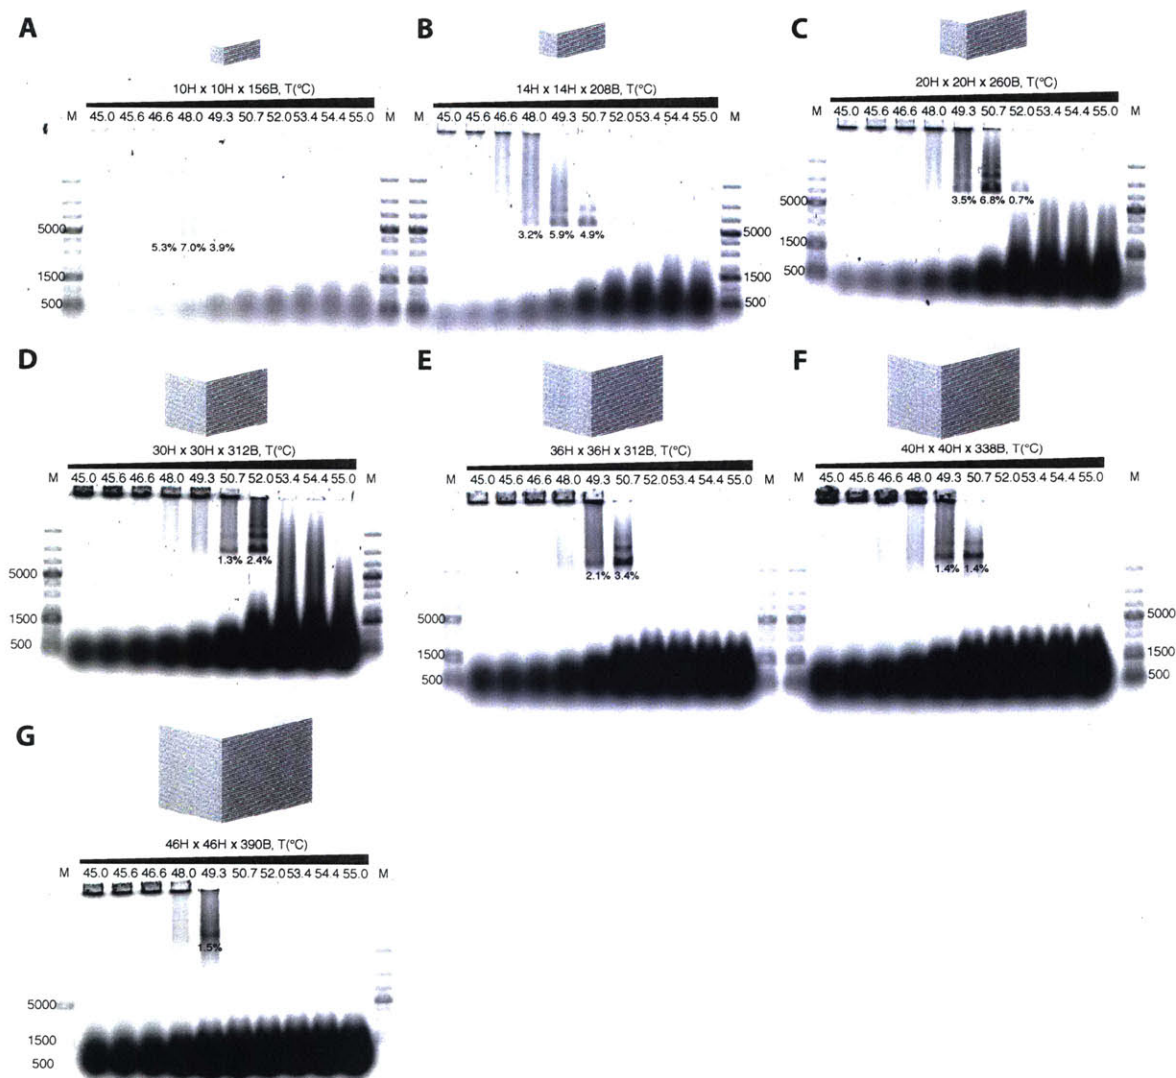 A
10H x 10H x 156B, T(°C)
M 45.0 45.6 46.6 48.0 49.3 50.7 52.0 53.4 54.4 55.0 M
5000
5.3% 7.0% 3.9%
1500
500
B
14H x 14H x 208B, T(°C)
45.0 45.6 46.6 48.0 49.3 50.7 52.0 53.4 54.4 55.0 M
3.2% 5.9% 4.9%
5000
1500
500
C
20H x 20H x 260B, T(°C)
M 45.0 45.6 46.6 48.0 49.3 50.7 52.0 53.4 54.4 55.0 M
5000
3.5% 6.8% 0.7%
1500
500
D
30H x 30H x 312B, T(°C)
M 45.0 45.6 46.6 48.0 49.3 50.7 52.0 53.4 54.4 55.0 M
1.3% 2.4%
5000
1500
500
E
36H x 36H x 312B, T(°C)
M 45.0 45.6 46.6 48.0 49.3 50.7 52.0 53.4 54.4 55.0 M
2.1% 3.4%
5000
1500
500
F
40H x 40H x 338B, T(°C)
M 45.0 45.6 46.6 48.0 49.3 50.7 52.0 53.4 54.4 55.0 M
1.4% 1.4%
5000
1500
500
G
46H x 46H x 390B, T(°C)
M 45.0 45.6 46.6 48.0 49.3 50.7 52.0 53.4 54.4 55.0 M
1.5%
5000
1500
500